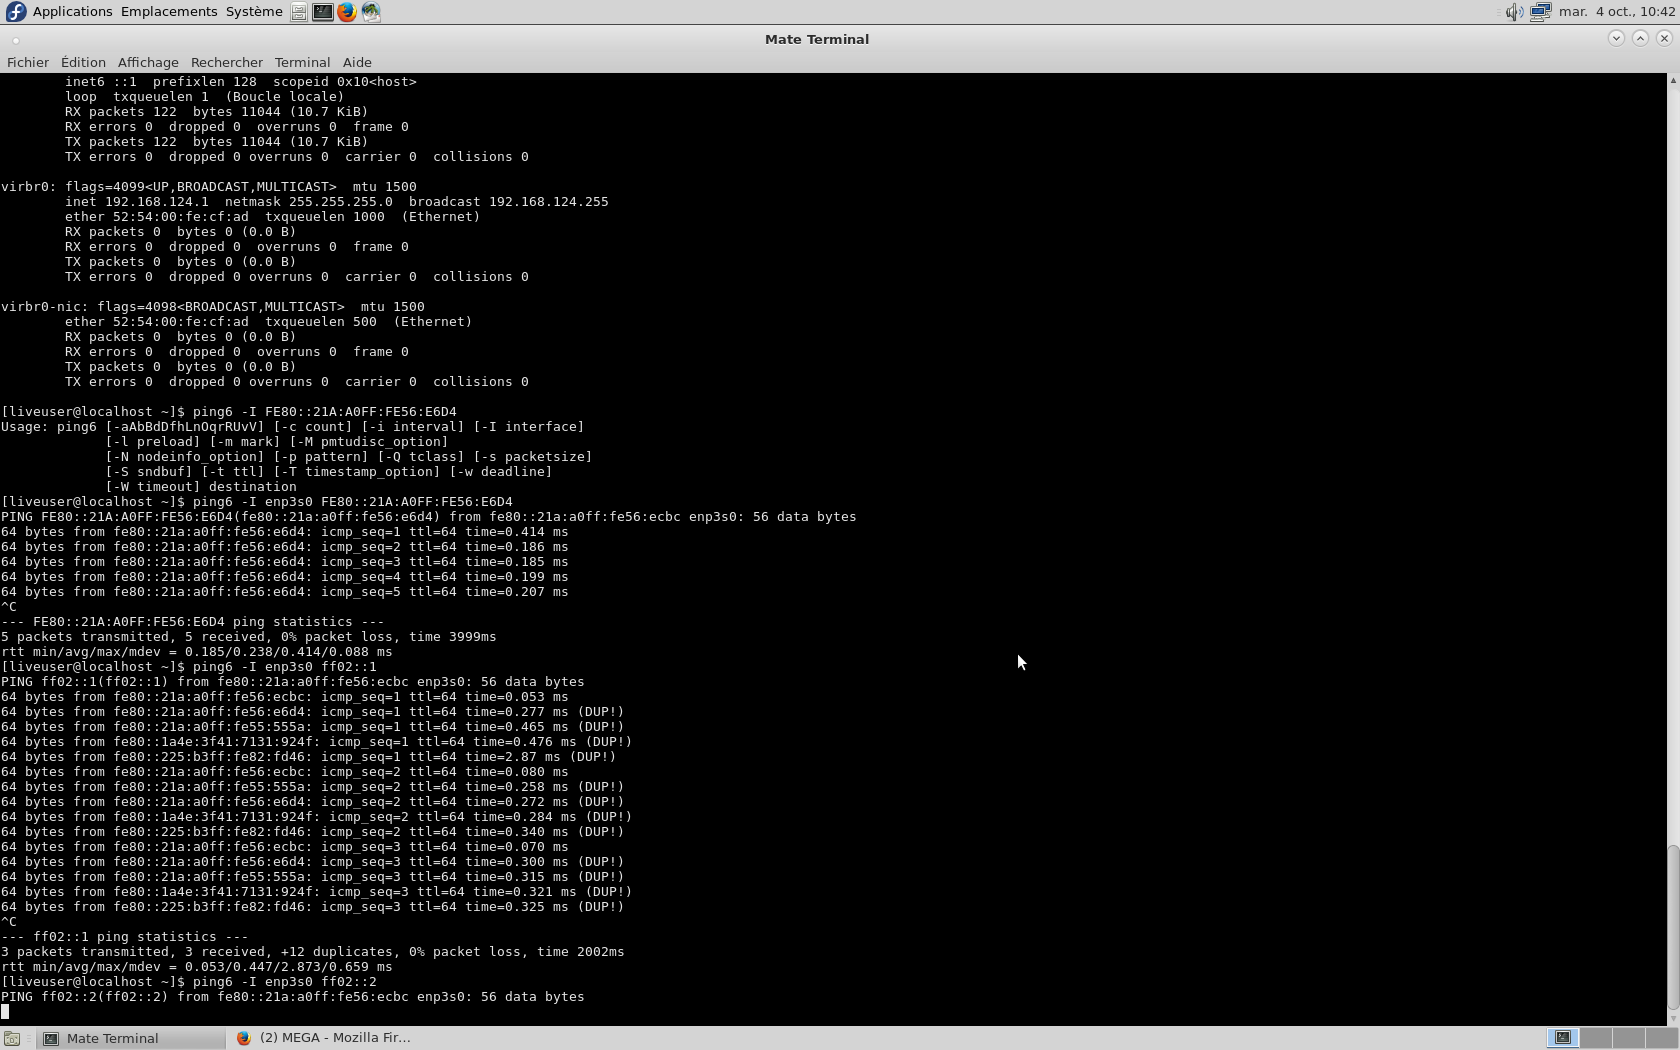 Applications Emplacements Système mar. 4 oct., 10:42
Mate Terminal
Fichier Édition Affichage Rechercher Terminal Aide
inet6 ::1  prefixlen 128  scopeid 0x10<host>
loop  txqueuelen 1  (Boucle locale)
RX packets 122  bytes 11044 (10.7 KiB)
RX errors 0  dropped 0  overruns 0  frame 0
TX packets 122  bytes 11044 (10.7 KiB)
TX errors 0  dropped 0 overruns 0  carrier 0  collisions 0
virbr0: flags=4099<UP,BROADCAST,MULTICAST>  mtu 1500
inet 192.168.124.1  netmask 255.255.255.0  broadcast 192.168.124.255
ether 52:54:00:fe:cf:ad  txqueuelen 1000  (Ethernet)
RX packets 0  bytes 0 (0.0 B)
RX errors 0  dropped 0  overruns 0  frame 0
TX packets 0  bytes 0 (0.0 B)
TX errors 0  dropped 0 overruns 0  carrier 0  collisions 0
virbr0-nic: flags=4098<BROADCAST,MULTICAST>  mtu 1500
ether 52:54:00:fe:cf:ad  txqueuelen 500  (Ethernet)
RX packets 0  bytes 0 (0.0 B)
RX errors 0  dropped 0  overruns 0  frame 0
TX packets 0  bytes 0 (0.0 B)
TX errors 0  dropped 0 overruns 0  carrier 0  collisions 0
[liveuser@localhost ~]$ ping6 -I FE80::21A:A0FF:FE56:E6D4
Usage: ping6 [-aAbBdDfhLnOqrRUvV] [-c count] [-i interval] [-I interface]
[-l preload] [-m mark] [-M pmtudisc_option]
[-N nodeinfo_option] [-p pattern] [-Q tclass] [-s packetsize]
[-S sndbuf] [-t ttl] [-T timestamp_option] [-w deadline]
[-W timeout] destination
[liveuser@localhost ~]$ ping6 -I enp3s0 FE80::21A:A0FF:FE56:E6D4
PING FE80::21A:A0FF:FE56:E6D4(fe80::21a:a0ff:fe56:e6d4) from fe80::21a:a0ff:fe56:ecbc enp3s0: 56 data bytes
64 bytes from fe80::21a:a0ff:fe56:e6d4: icmp_seq=1 ttl=64 time=0.414 ms
64 bytes from fe80::21a:a0ff:fe56:e6d4: icmp_seq=2 ttl=64 time=0.186 ms
64 bytes from fe80::21a:a0ff:fe56:e6d4: icmp_seq=3 ttl=64 time=0.185 ms
64 bytes from fe80::21a:a0ff:fe56:e6d4: icmp_seq=4 ttl=64 time=0.199 ms
64 bytes from fe80::21a:a0ff:fe56:e6d4: icmp_seq=5 ttl=64 time=0.207 ms
^C
--- FE80::21A:A0FF:FE56:E6D4 ping statistics ---
5 packets transmitted, 5 received, 0% packet loss, time 3999ms
rtt min/avg/max/mdev = 0.185/0.238/0.414/0.088 ms
[liveuser@localhost ~]$ ping6 -I enp3s0 ff02::1
PING ff02::1(ff02::1) from fe80::21a:a0ff:fe56:ecbc enp3s0: 56 data bytes
64 bytes from fe80::21a:a0ff:fe56:ecbc: icmp_seq=1 ttl=64 time=0.053 ms
64 bytes from fe80::21a:a0ff:fe56:e6d4: icmp_seq=1 ttl=64 time=0.277 ms (DUP!)
64 bytes from fe80::21a:a0ff:fe55:555a: icmp_seq=1 ttl=64 time=0.465 ms (DUP!)
64 bytes from fe80::1a4e:3f41:7131:924f: icmp_seq=1 ttl=64 time=0.476 ms (DUP!)
64 bytes from fe80::225:b3ff:fe82:fd46: icmp_seq=1 ttl=64 time=2.87 ms (DUP!)
64 bytes from fe80::21a:a0ff:fe56:ecbc: icmp_seq=2 ttl=64 time=0.080 ms
64 bytes from fe80::21a:a0ff:fe55:555a: icmp_seq=2 ttl=64 time=0.258 ms (DUP!)
64 bytes from fe80::21a:a0ff:fe56:e6d4: icmp_seq=2 ttl=64 time=0.272 ms (DUP!)
64 bytes from fe80::1a4e:3f41:7131:924f: icmp_seq=2 ttl=64 time=0.284 ms (DUP!)
64 bytes from fe80::225:b3ff:fe82:fd46: icmp_seq=2 ttl=64 time=0.340 ms (DUP!)
64 bytes from fe80::21a:a0ff:fe56:ecbc: icmp_seq=3 ttl=64 time=0.070 ms
64 bytes from fe80::21a:a0ff:fe56:e6d4: icmp_seq=3 ttl=64 time=0.300 ms (DUP!)
64 bytes from fe80::21a:a0ff:fe55:555a: icmp_seq=3 ttl=64 time=0.315 ms (DUP!)
64 bytes from fe80::1a4e:3f41:7131:924f: icmp_seq=3 ttl=64 time=0.321 ms (DUP!)
64 bytes from fe80::225:b3ff:fe82:fd46: icmp_seq=3 ttl=64 time=0.325 ms (DUP!)
^C
--- ff02::1 ping statistics ---
3 packets transmitted, 3 received, +12 duplicates, 0% packet loss, time 2002ms
rtt min/avg/max/mdev = 0.053/0.447/2.873/0.659 ms
[liveuser@localhost ~]$ ping6 -I enp3s0 ff02::2
PING ff02::2(ff02::2) from fe80::21a:a0ff:fe56:ecbc enp3s0: 56 data bytes
Mate Terminal (2) MEGA - Mozilla Fir...